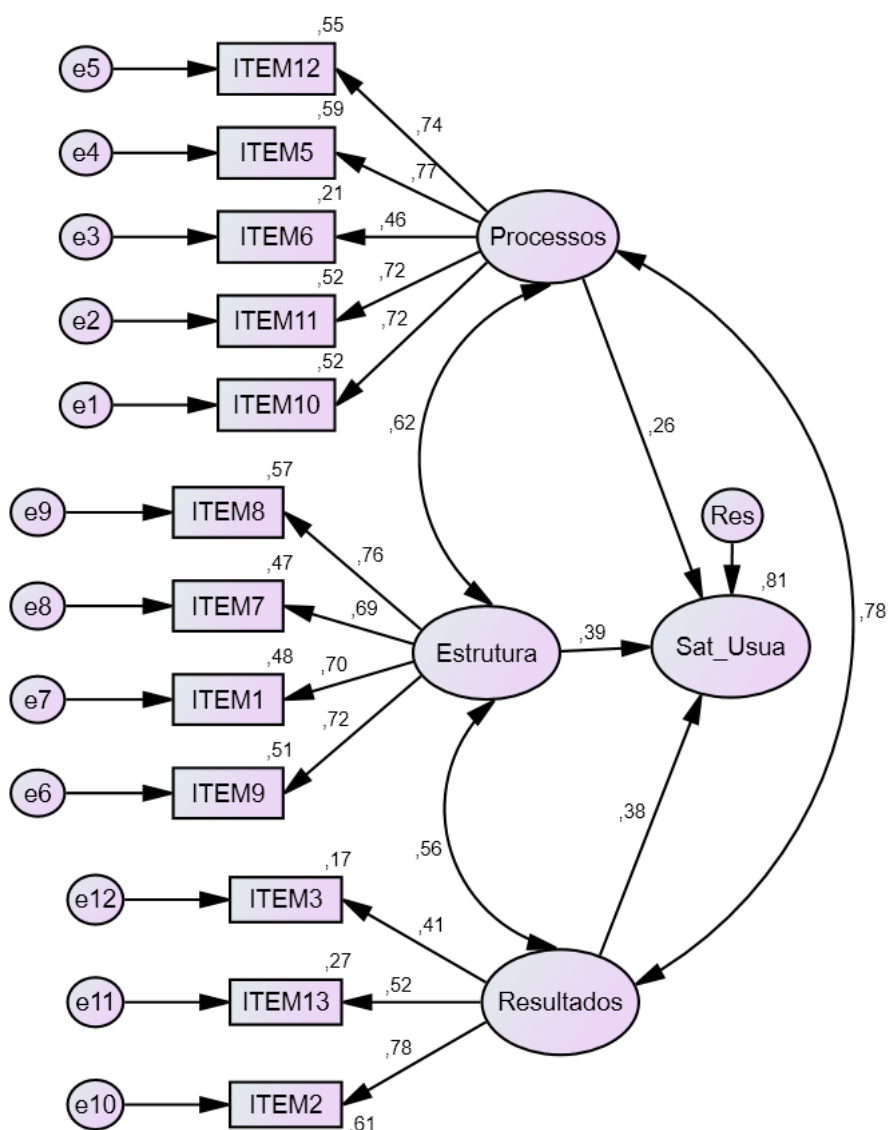 ,55
e5
ITEM12
,74
,59
e4
ITEM5
,77
,21
e3
ITEM6
,46
Processos
,52
e2
ITEM11
,72
,52
e1
ITEM10
,72
,62
,26
,57
e9
ITEM8
,76
Res
,47
e8
ITEM7
,69
,81
,78
Estrutura
,39
Sat_Usua
,48
e7
ITEM1
,70
,51
e6
ITEM9
,72
,38
,56
,17
e12
ITEM3
,41
,27
e11
ITEM13
,52
Resultados
,78
e10
ITEM2
,61